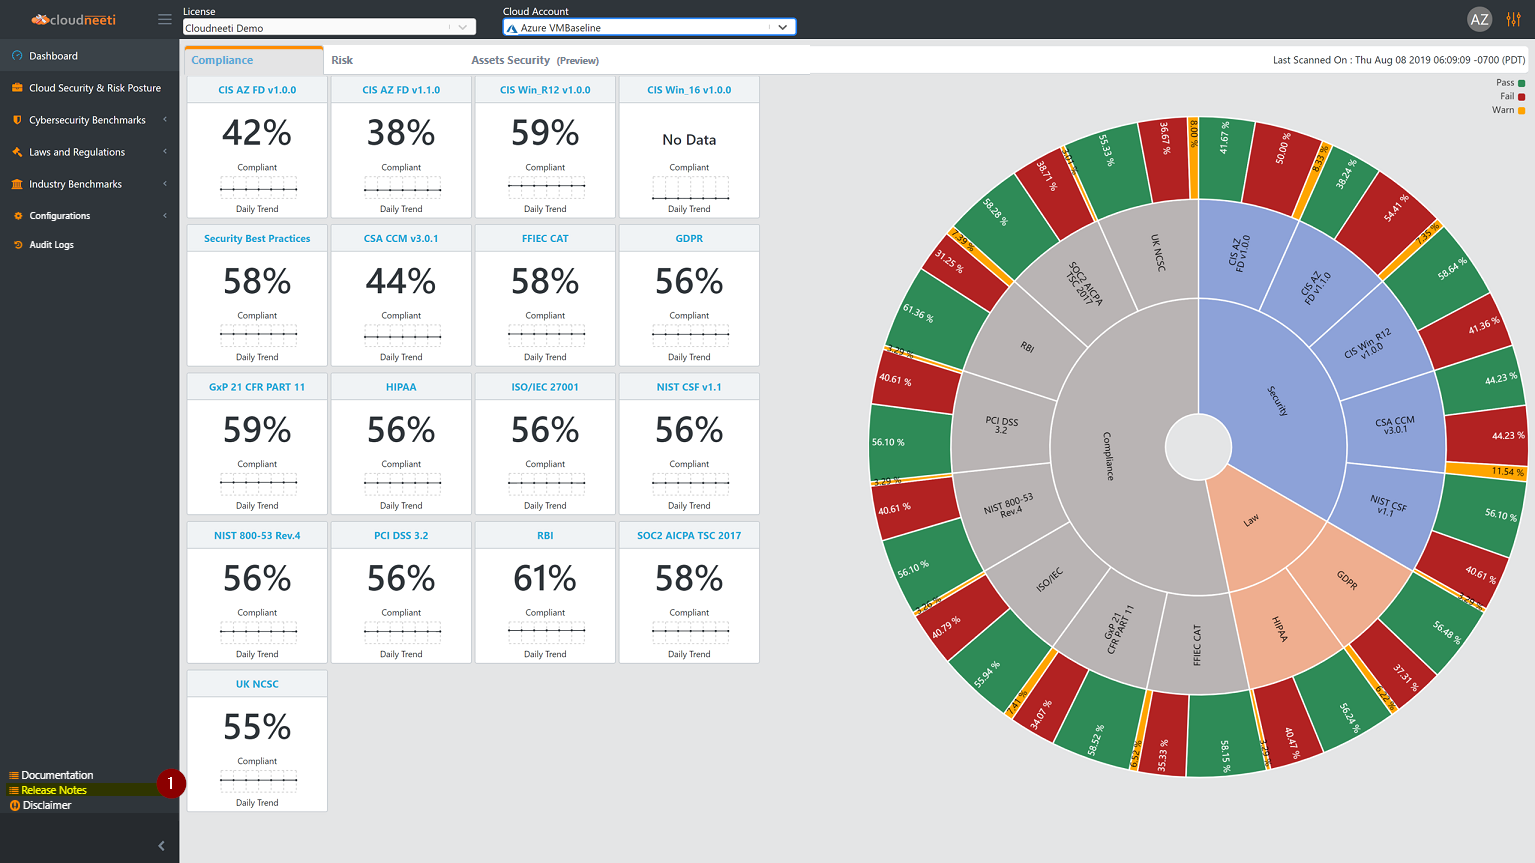 cloudneeti
License
Cloudneeti Demo
Cloud Account
Azure VMBaseline
AZ
Dashboard
Cloud Security & Risk Posture
Cybersecurity Benchmarks
Laws and Regulations
Industry Benchmarks
Configurations
Audit Logs
Documentation
Release Notes
1
Disclaimer
Compliance
Risk
Assets Security (Preview)
Last Scanned On : Thu Aug 08 2019 06:09:09 -0700 (PDT)
CIS AZ FD v1.0.0
42%
Compliant
Daily Trend
CIS AZ FD v1.1.0
38%
Compliant
Daily Trend
CIS Win_R12 v1.0.0
59%
Compliant
Daily Trend
CIS Win_16 v1.0.0
No Data
Compliant
Daily Trend
Security Best Practices
58%
Compliant
Daily Trend
CSA CCM v3.0.1
44%
Compliant
Daily Trend
FFIEC CAT
58%
Compliant
Daily Trend
GDPR
56%
Compliant
Daily Trend
GxP 21 CFR PART 11
59%
Compliant
Daily Trend
HIPAA
56%
Compliant
Daily Trend
ISO/IEC 27001
56%
Compliant
Daily Trend
NIST CSF v1.1
56%
Compliant
Daily Trend
NIST 800-53 Rev.4
56%
Compliant
Daily Trend
PCI DSS 3.2
56%
Compliant
Daily Trend
RBI
61%
Compliant
Daily Trend
SOC2 AICPA TSC 2017
58%
Compliant
Daily Trend
UK NCSC
55%
Compliant
Daily Trend
Pass
Fail
Warn
Security
CIS AZ
FD v1.0.0
41.67 %
50.00 %
8.33 %
CIS AZ
FD v1.1.0
38.24 %
54.41 %
7.35 %
CIS Win_R12
v1.0.0
58.64 %
41.36 %
CSA CCM
v3.0.1
44.23 %
44.23 %
11.54 %
NIST CSF
v1.1
56.10 %
40.61 %
3.29 %
Law
GDPR
56.48 %
37.31 %
6.22 %
HIPAA
56.24 %
40.47 %
3.29 %
Compliance
FFIEC CAT
58.15 %
35.33 %
6.52 %
GxP 21
CFR PART 11
58.52 %
34.07 %
7.41 %
ISO/IEC
55.94 %
40.79 %
3.26 %
NIST 800-53
Rev.4
56.10 %
40.61 %
3.29 %
PCI DSS
3.2
56.10 %
40.61 %
3.29 %
RBI
61.36 %
31.25 %
7.39 %
SOC2 AICPA
TSC 2017
58.28 %
38.71 %
3.01 %
UK NCSC
55.33 %
36.67 %
8.00 %